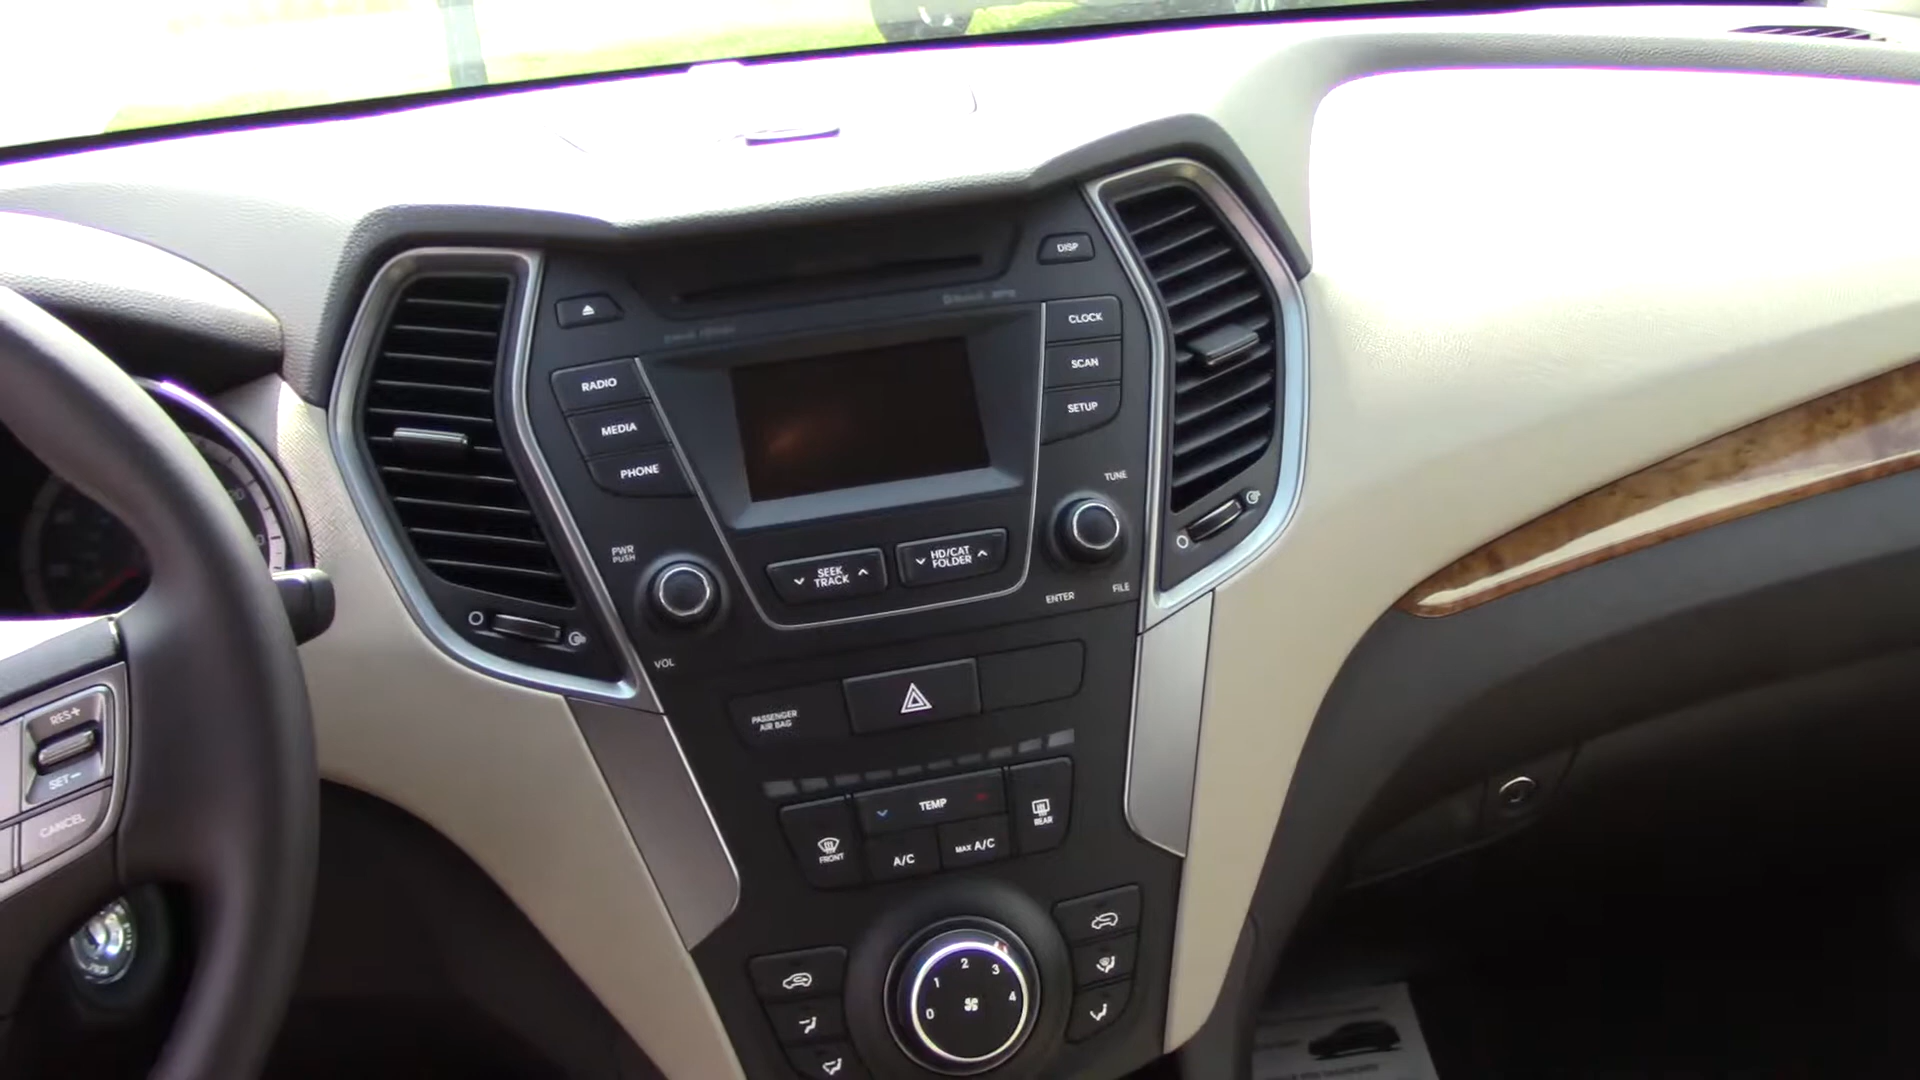 DISP
CLOCK
RADIO
SCAN
MEDIA
SETUP
PHONE
TUNE
PWR
PUSH
SEEK
TRACK
HD/CAT
FOLDER
ENTER
FILE
VOL
PASSENGER
AIR BAG
RES+
SET-
CANCEL
TEMP
FRONT
REAR
A/C
MAX A/C
0
1
2
3
4